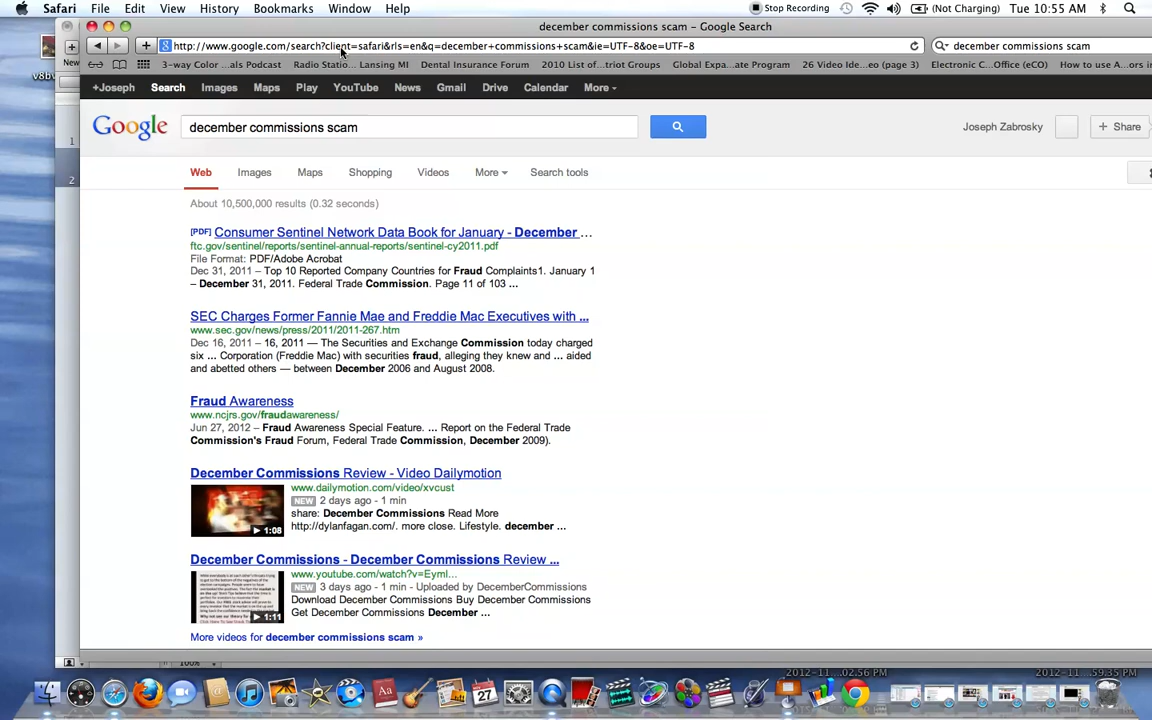 Safari File Edit View History Bookmarks Window Help Stop Recording (Not Charging) Tue 10:55 AM
december commissions scam – Google Search
http://www.google.com/search?client=safari&rls=en&q=december+commissions+scam&ie=UTF-8&oe=UTF-8 december commissions scam
New 3-way Color ...als Podcast Radio Statio... Lansing MI Dental Insurance Forum 2010 List of...triot Groups Global Expa...ate Program 26 Video Ide...eo (page 3) Electronic C...Office (eCO) How to use A...ors in
+Joseph Search Images Maps Play YouTube News Gmail Drive Calendar More
Google december commissions scam Joseph Zabrosky + Share
Web Images Maps Shopping Videos More Search tools
1
2
About 10,500,000 results (0.32 seconds)
[PDF] Consumer Sentinel Network Data Book for January - December ...
ftc.gov/sentinel/reports/sentinel-annual-reports/sentinel-cy2011.pdf
File Format: PDF/Adobe Acrobat
Dec 31, 2011 – Top 10 Reported Company Countries for Fraud Complaints1. January 1
– December 31, 2011. Federal Trade Commission. Page 11 of 103 ...
SEC Charges Former Fannie Mae and Freddie Mac Executives with ...
www.sec.gov/news/press/2011/2011-267.htm
Dec 16, 2011 – 16, 2011 — The Securities and Exchange Commission today charged
six ... Corporation (Freddie Mac) with securities fraud, alleging they knew and ... aided
and abetted others — between December 2006 and August 2008.
Fraud Awareness
www.ncjrs.gov/fraudawareness/
Jun 27, 2012 – Fraud Awareness Special Feature. ... Report on the Federal Trade
Commission's Fraud Forum, Federal Trade Commission, December 2009).
December Commissions Review - Video Dailymotion
www.dailymotion.com/video/xvcust
NEW 2 days ago - 1 min
share: December Commissions Read More
http://dylanfagan.com/. more close. Lifestyle. december ...
1:08
December Commissions - December Commissions Review ...
www.youtube.com/watch?v=Eyml...
NEW 3 days ago - 1 min - Uploaded by DecemberCommissions
Download December Commissions Buy December Commissions
Get December Commissions December ...
1:11
More videos for december commissions scam »